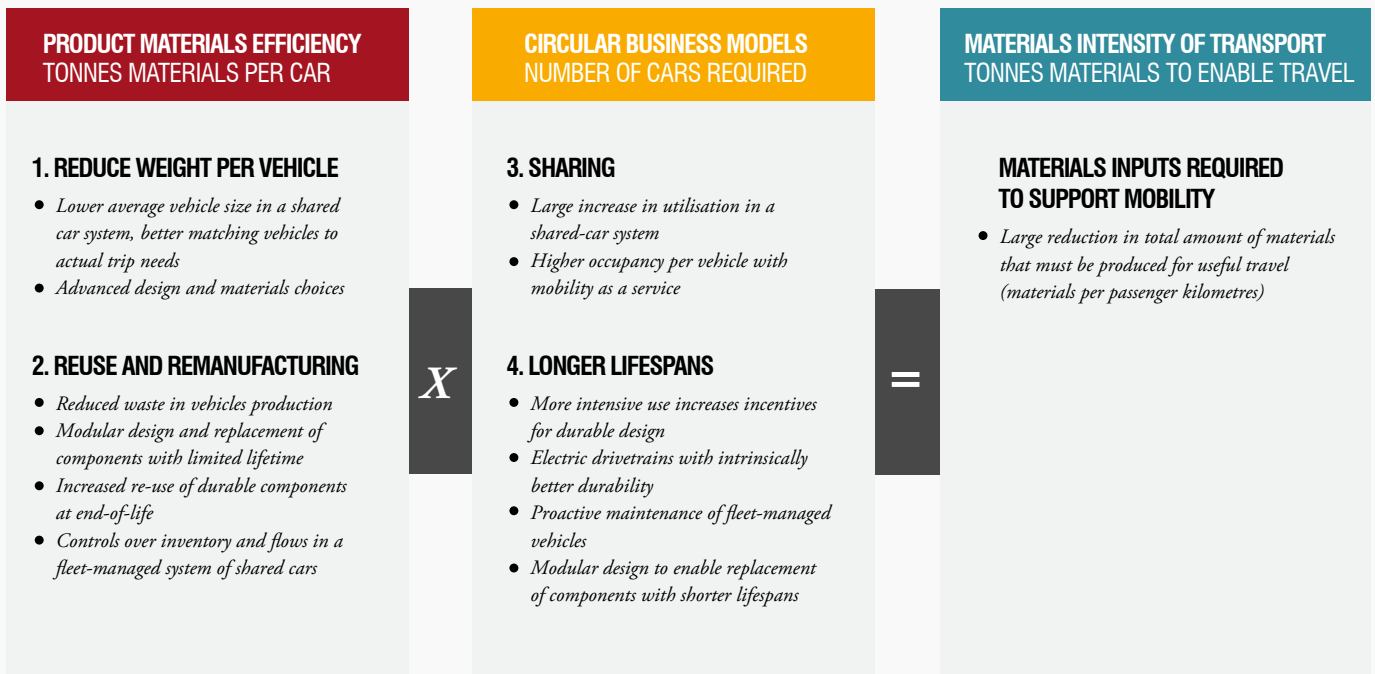 PRODUCT MATERIALS EFFICIENCY
TONNES MATERIALS PER CAR
1. REDUCE WEIGHT PER VEHICLE
• Lower average vehicle size in a shared
car system, better matching vehicles to
actual trip needs
• Advanced design and materials choices
2. REUSE AND REMANUFACTURING
• Reduced waste in vehicles production
• Modular design and replacement of
components with limited lifetime
• Increased re-use of durable components
at end-of-life
• Controls over inventory and flows in a
fleet-managed system of shared cars
X
CIRCULAR BUSINESS MODELS
NUMBER OF CARS REQUIRED
3. SHARING
• Large increase in utilisation in a
shared-car system
• Higher occupancy per vehicle with
mobility as a service
4. LONGER LIFESPANS
• More intensive use increases incentives
for durable design
• Electric drivetrains with intrinsically
better durability
• Proactive maintenance of fleet-managed
vehicles
• Modular design to enable replacement
of components with shorter lifespans
=
MATERIALS INTENSITY OF TRANSPORT
TONNES MATERIALS TO ENABLE TRAVEL
MATERIALS INPUTS REQUIRED
TO SUPPORT MOBILITY
• Large reduction in total amount of materials
that must be produced for useful travel
(materials per passenger kilometres)